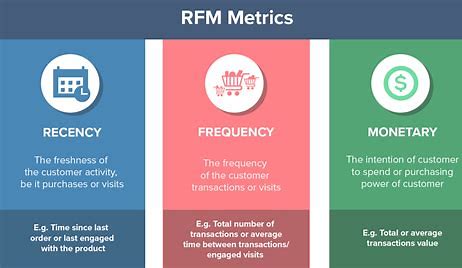 RFM Metrics
RECENCY
The freshness of
the customer activity,
be it purchases or visits
E.g. Time since last
order or last engaged
with the product
FREQUENCY
The frequency
of the customer
transactions or visits
E.g. Total number of
transactions or average
time between transactions/
engaged visits
MONETARY
The intention of customer
to spend or purchasing
power of customer
E.g. Total or average
transactions value